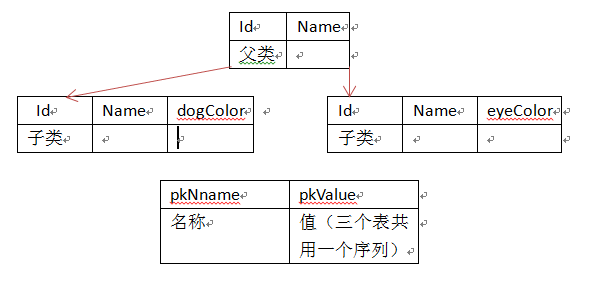 Id Name
父类
Id Name dogColor
子类
Id Name eyeColor
子类
pkNname pkValue
名称 值（三个表共
用一个序列）